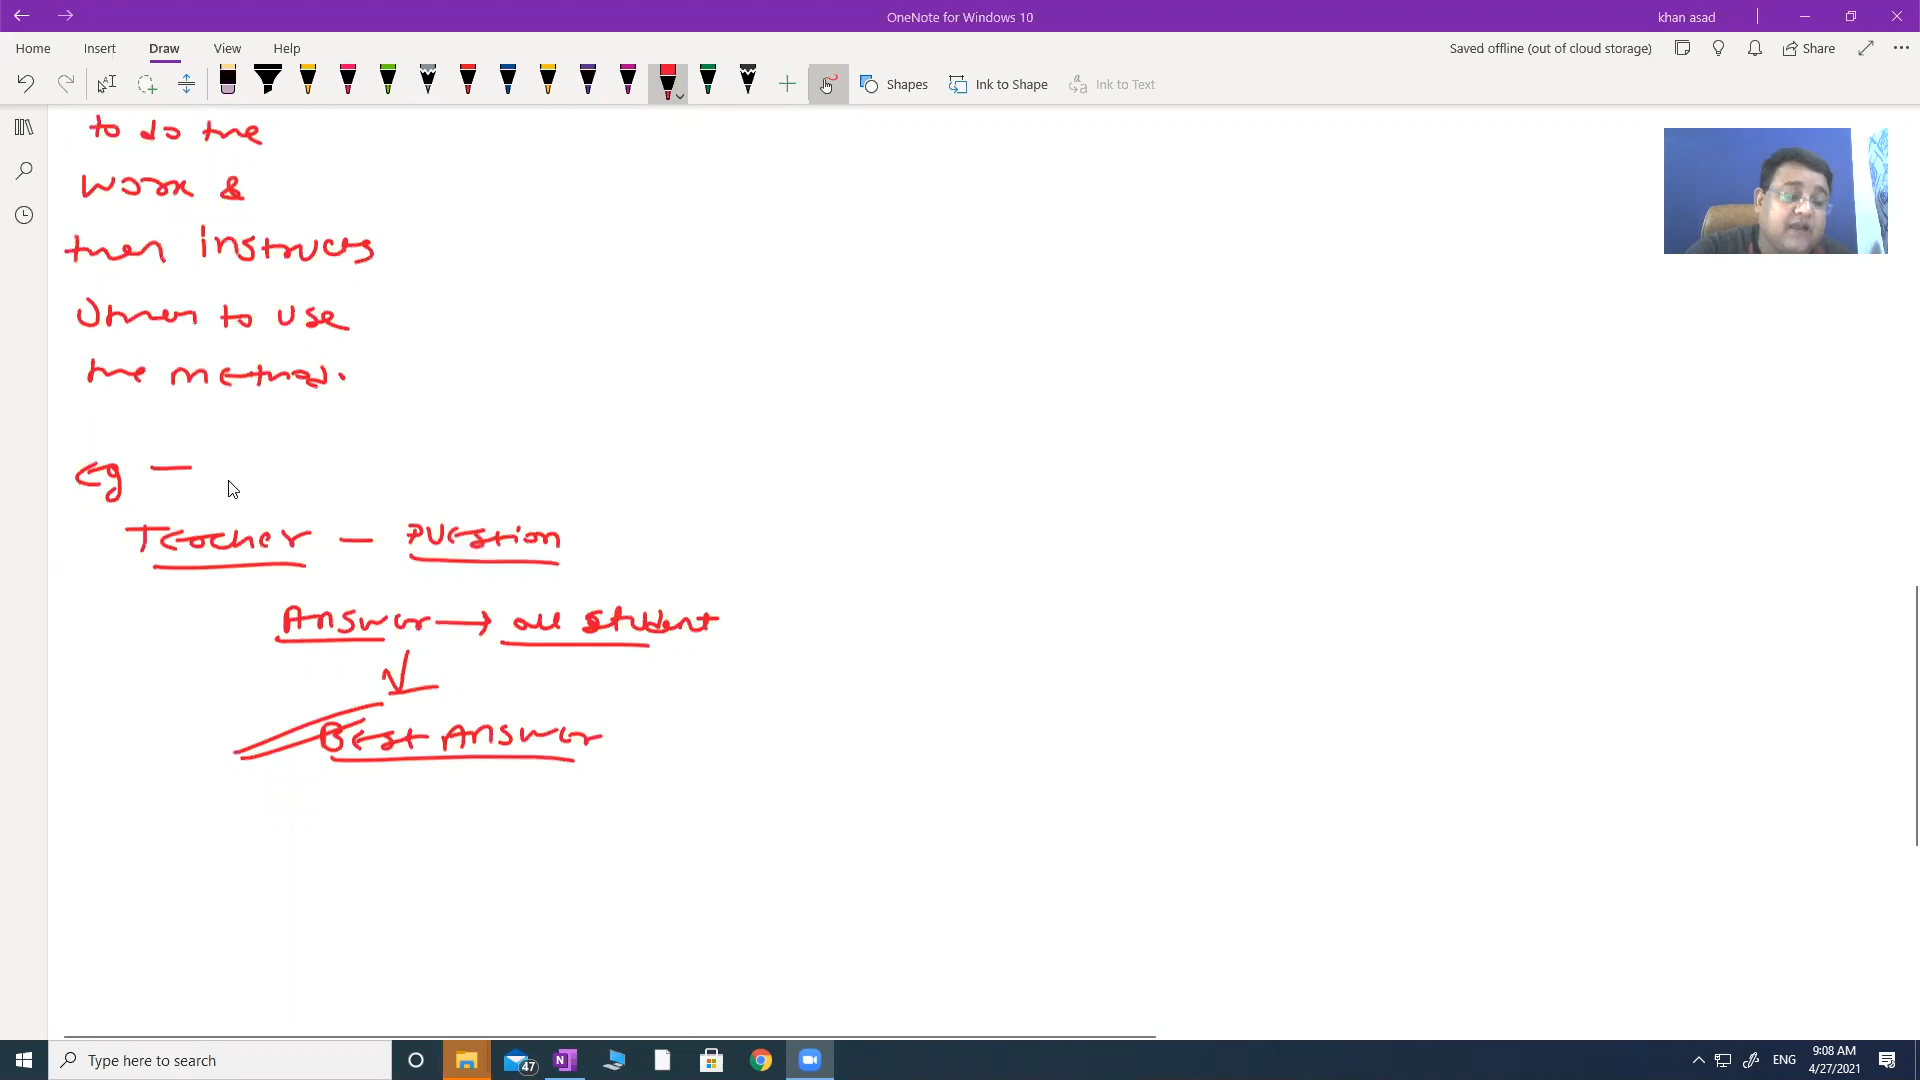 OneNote for Windows 10
khan asad
Home Insert Draw View Help
Saved offline (out of cloud storage) Share
Shapes Ink to Shape Ink to Text
to do the
work &
then instructs
other to use
the method.
eg —
Teacher — Question
Answer → all student
Best Answer
Type here to search
47
ENG
9:08 AM
4/27/2021